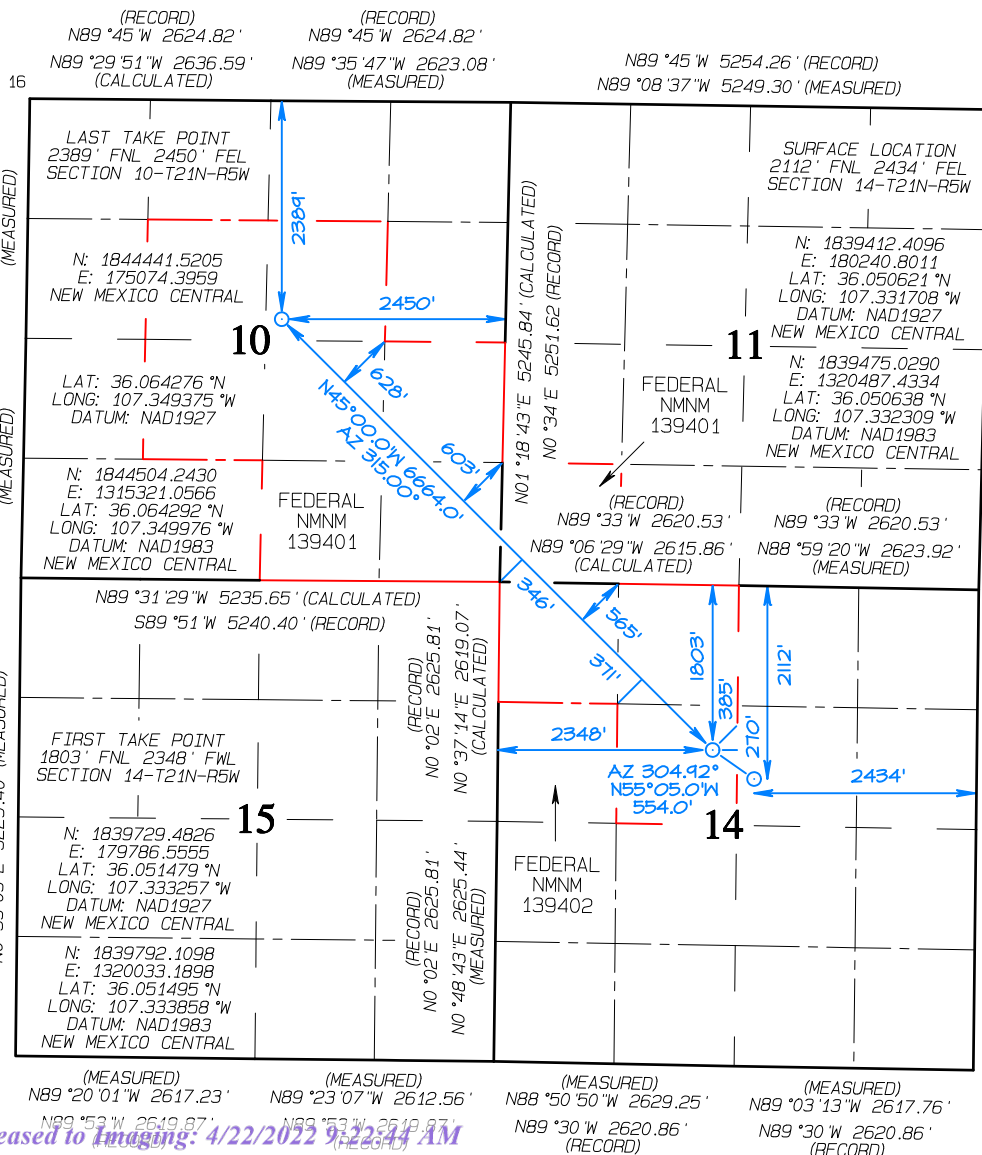 (RECORD)
N89°45'W 2624.82'
N89°29'51"W 2636.59'
(CALCULATED)
(RECORD)
N89°45'W 2624.82'
N89°35'47"W 2623.08'
(MEASURED)
N89°45'W 5254.26' (RECORD)
N89°08'37"W 5249.30' (MEASURED)
16
LAST TAKE POINT
2389' FNL 2450' FEL
SECTION 10-T21N-R5W
SURFACE LOCATION
2112' FNL 2434' FEL
SECTION 14-T21N-R5W
(MEASURED)
2389'
N: 1844441.5205
E: 175074.3959
NEW MEXICO CENTRAL
2450'
10
LAT: 36.064276°N
LONG: 107.349375°W
DATUM: NAD1927
N01°18'43"E 5245.84' (CALCULATED)
N0°34'E 5251.62 (RECORD)
N: 1839412.4096
E: 180240.8011
LAT: 36.050621°N
LONG: 107.331708°W
DATUM: NAD1927
NEW MEXICO CENTRAL
11
N: 1839475.0290
E: 1320487.4334
LAT: 36.050638°N
LONG: 107.332309°W
DATUM: NAD1983
NEW MEXICO CENTRAL
FEDERAL
NMNM
139401
628'
N45°00.0'W 6664.0'
AZ 315.00°
603'
(MEASURED)
N: 1844504.2430
E: 1315321.0566
LAT: 36.064292°N
LONG: 107.349976°W
DATUM: NAD1983
NEW MEXICO CENTRAL
FEDERAL
NMNM
139401
(RECORD)
N89°33'W 2620.53'
N89°06'29"W 2615.86'
(CALCULATED)
(RECORD)
N89°33'W 2620.53'
N88°59'20"W 2623.92'
(MEASURED)
N89°31'29"W 5235.65' (CALCULATED)
S89°51'W 5240.40' (RECORD)
346'
565'
371'
1803'
385'
2112'
270'
(RECORD)
N0°02'E 2625.81'
N0°37'14"E 2619.07'
(CALCULATED)
(MEASURED)
FIRST TAKE POINT
1803' FNL 2348' FWL
SECTION 14-T21N-R5W
2348'
AZ 304.92°
N55°05.0'W
554.0'
2434'
15
14
N: 1839729.4826
E: 179786.5555
LAT: 36.051479°N
LONG: 107.333257°W
DATUM: NAD1927
NEW MEXICO CENTRAL
FEDERAL
NMNM
139402
(RECORD)
N0°02'E 2625.81'
N0°48'43"E 2625.44'
(MEASURED)
N: 1839792.1098
E: 1320033.1898
LAT: 36.051495°N
LONG: 107.333858°W
DATUM: NAD1983
NEW MEXICO CENTRAL
(MEASURED)
N89°20'01"W 2617.23'
N89°53'W 2619.87'
(RECORD)
(MEASURED)
N89°23'07"W 2612.56'
N89°53'W 2619.87'
(RECORD)
(MEASURED)
N88°50'50"W 2629.25'
N89°30'W 2620.86'
(RECORD)
(MEASURED)
N89°03'13"W 2617.76'
N89°30'W 2620.86'
(RECORD)
eased to Imaging: 4/22/2022 9:22:44 AM